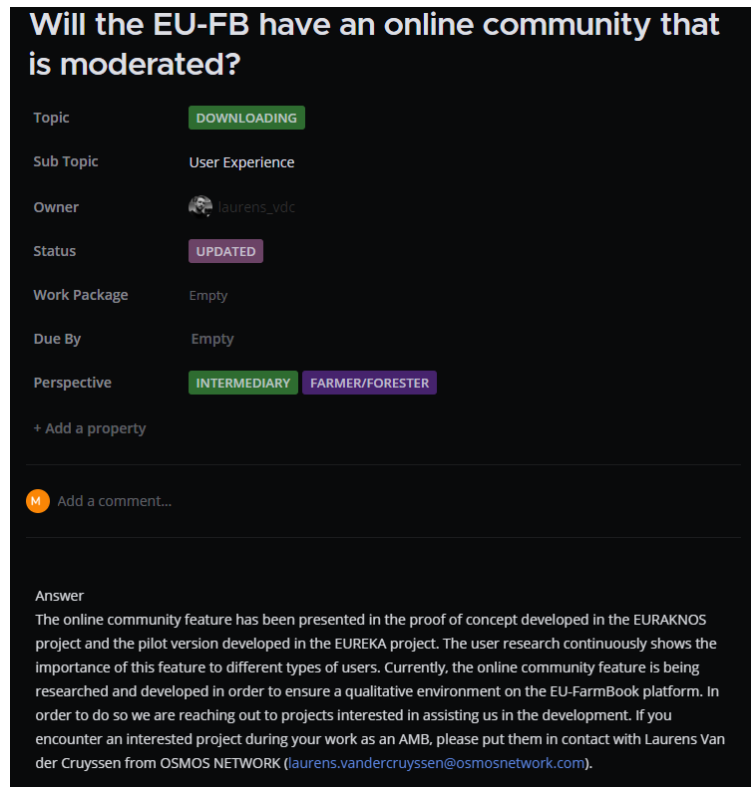 Will the EU-FB have an online community that
is moderated?
Topic DOWNLOADING
Sub Topic User Experience
Owner laurens_vdc
Status UPDATED
Work Package Empty
Due By Empty
Perspective INTERMEDIARY FARMER/FORESTER
+ Add a property
M Add a comment...
Answer
The online community feature has been presented in the proof of concept developed in the EURAKNOS
project and the pilot version developed in the EUREKA project. The user research continuously shows the
importance of this feature to different types of users. Currently, the online community feature is being
researched and developed in order to ensure a qualitative environment on the EU-FarmBook platform. In
order to do so we are reaching out to projects interested in assisting us in the development. If you
encounter an interested project during your work as an AMB, please put them in contact with Laurens Van
der Cruyssen from OSMOS NETWORK (laurens.vandercruyssen@osmosnetwork.com).